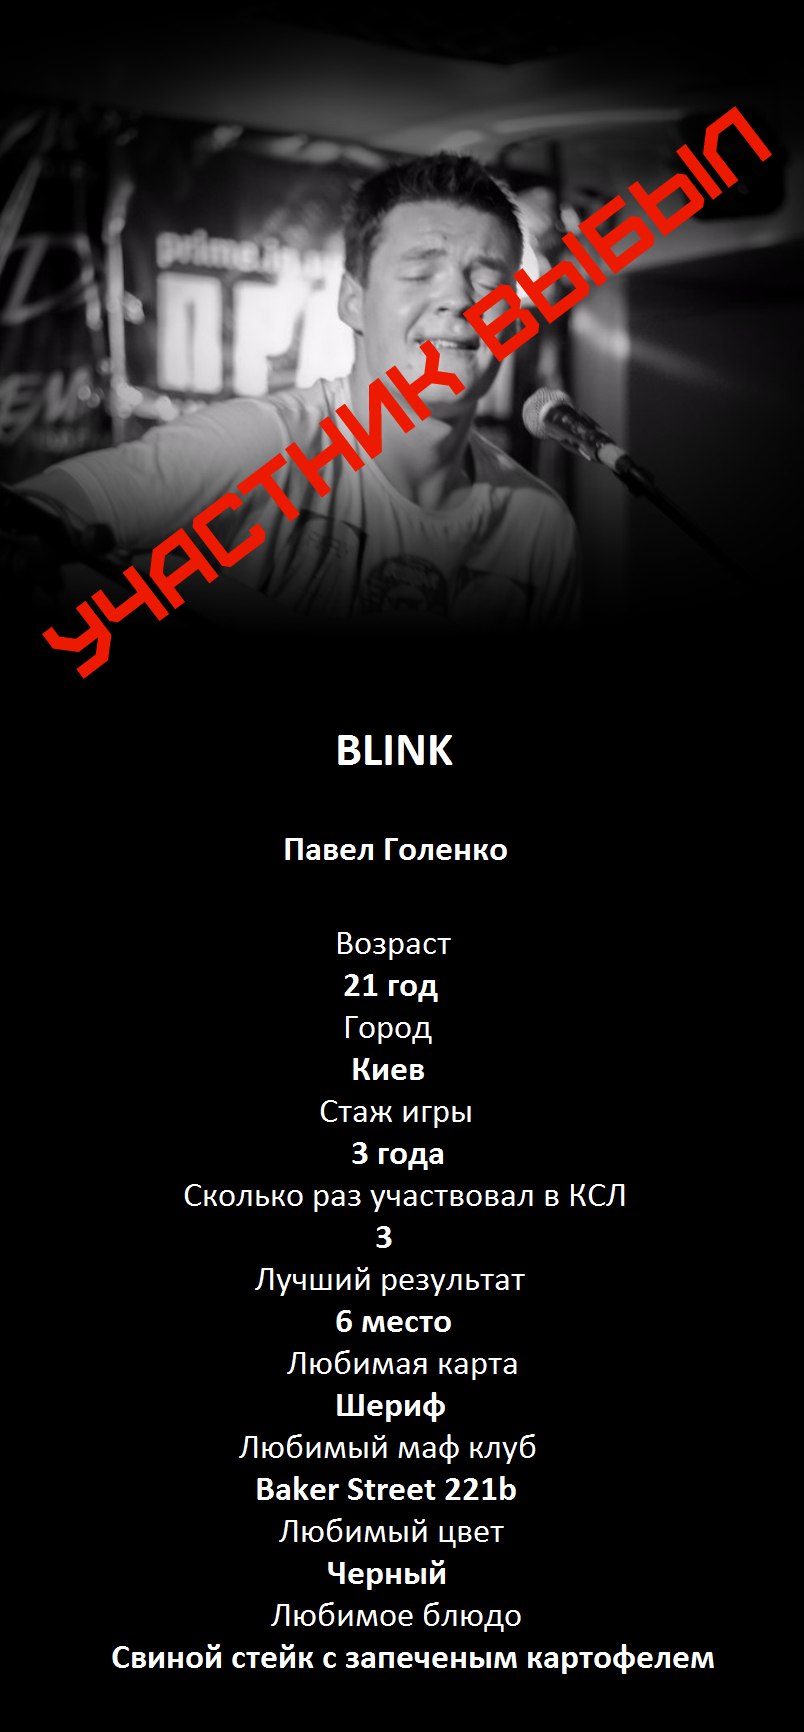 prime.
ПР
УЧАСТНИК ВЫБЫЛ
BLINK
Павел Голенко
Возраст
21 год
Город
Киев
Стаж игры
3 года
Сколько раз участвовал в КСЛ
3
Лучший результат
6 место
Любимая карта
Шериф
Любимый маф клуб
Baker Street 221b
Любимый цвет
Черный
Любимое блюдо
Свиной стейк с запеченым картофелем